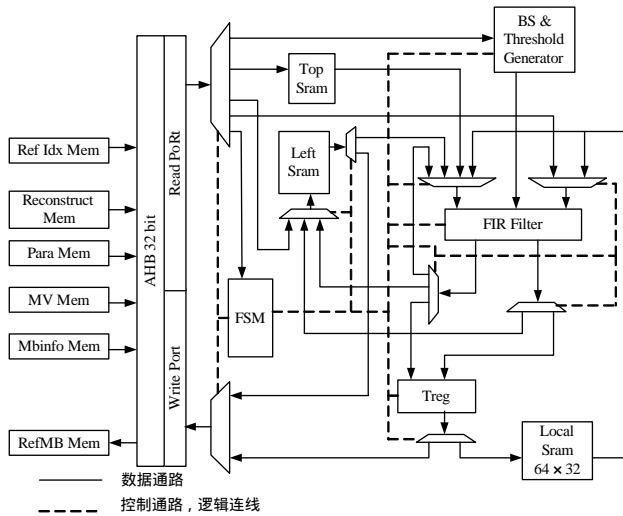 BS &
Threshold
Generator
Top
Sram
Read PoRt
Ref Idx Mem
Left
Sram
Reconstruct
Mem
FIR Filter
AHB 32 bit
Para Mem
MV Mem
FSM
Mbinfo Mem
Write Port
Treg
RefMB Mem
Local
Sram
64 × 32
数据通路
控制通路，逻辑连线